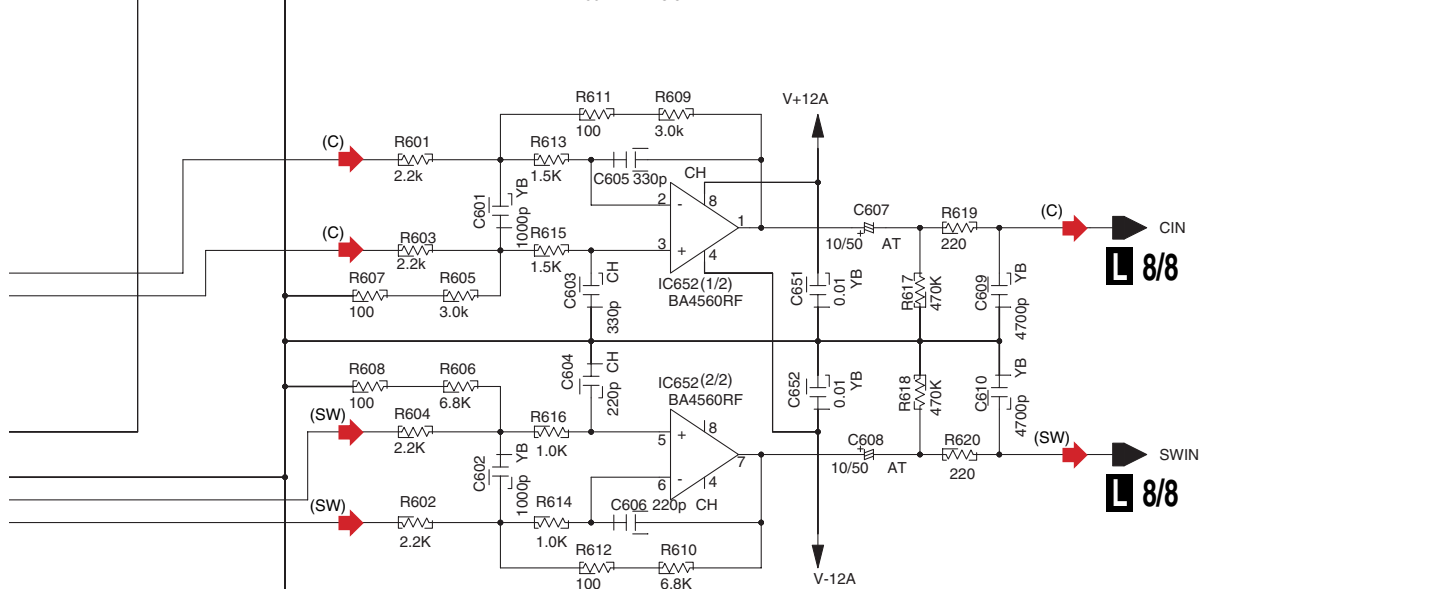 R611 R609
100 3.0k
V+12A
(C) R601 R613
2.2k 1.5K
C605 330p CH
C601 1000p YB
2 - 8
1
3 + 4
IC652(1/2)
BA4560RF
(C) R603 R615
2.2k 1.5K
R607 R605
100 3.0k
C603 330p CH
C607
10/50 + AT
R619
220
(C) CIN
L 8/8
C651 0.01 YB
R617 470K
C609 4700p YB
R608 R606
100 6.8K
C604 220p CH
IC652(2/2)
BA4560RF
C652 0.01 YB
R618 470K
C610 4700p YB
(SW) R604 R616
2.2K 1.0K
5 + 8
7
6 - 4
C602 1000p YB
C608
10/50 + AT
R620
220
(SW) SWIN
L 8/8
(SW) R602 R614
2.2K 1.0K
C606 220p CH
R612 R610
100 6.8K
V-12A